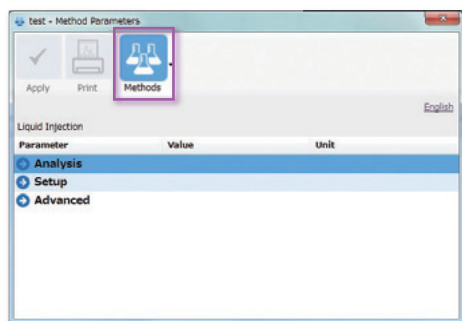 test - Method Parameters
Apply Print Methods
English
Liquid Injection
Parameter Value Unit
Analysis
Setup
Advanced